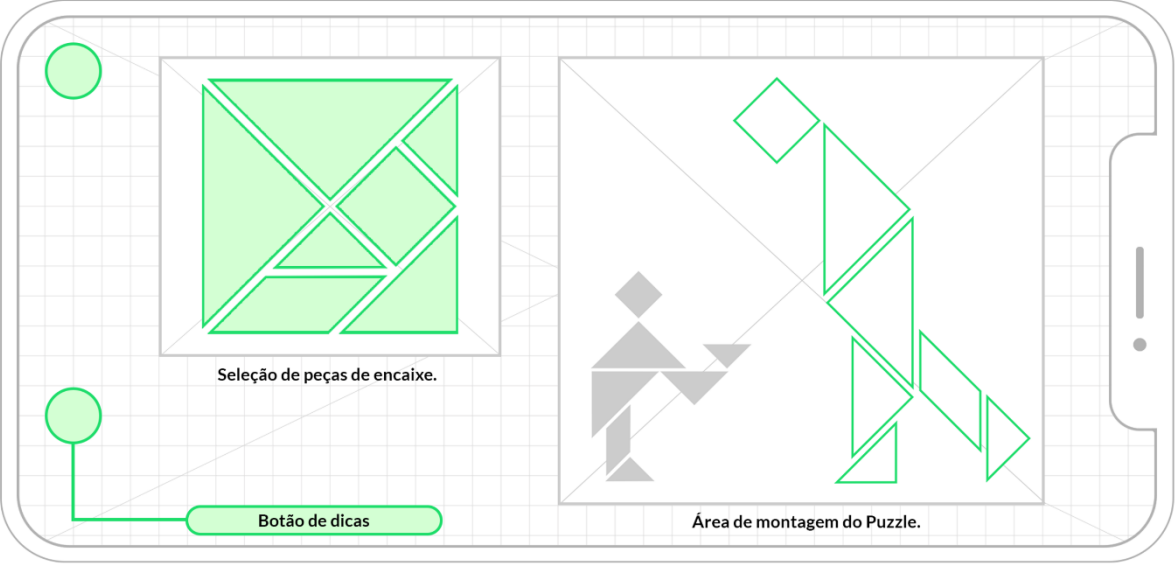 Seleção de peças de encaixe.
Botão de dicas
Área de montagem do Puzzle.